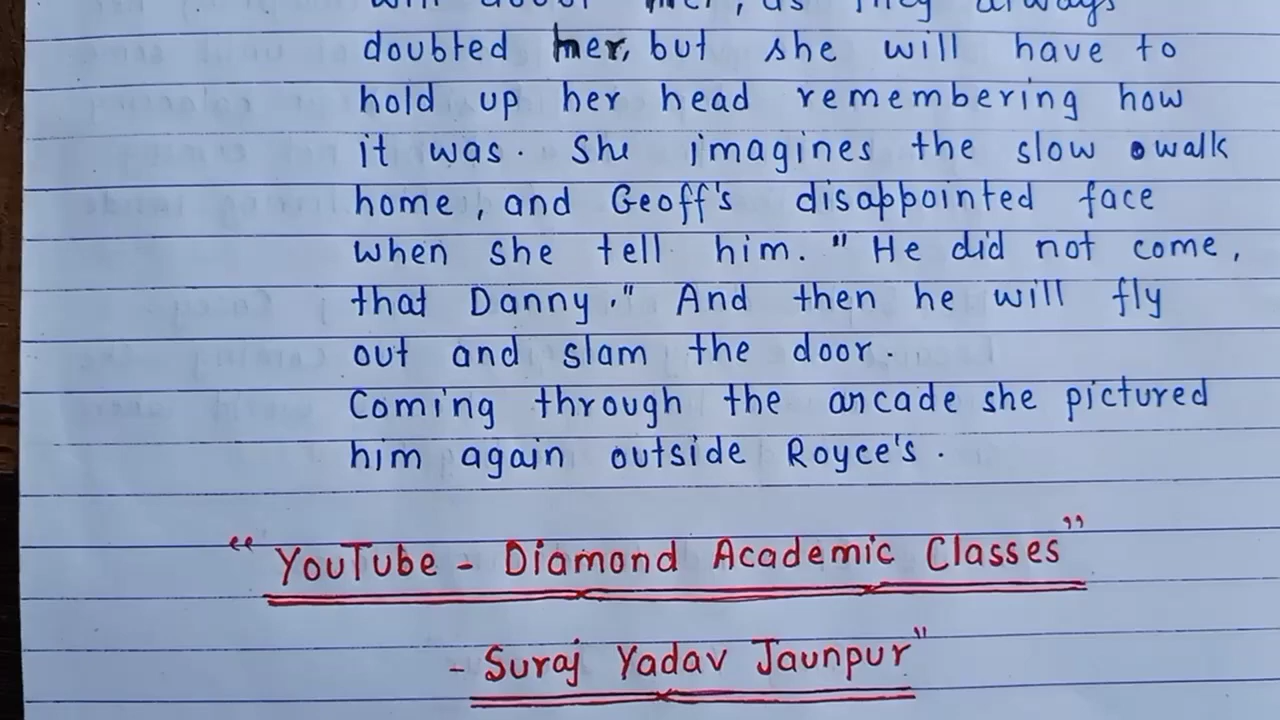 doubted her, but she will have to
hold up her head remembering how
it was. She imagines the slow walk
home, and Geoff's disappointed face
when she tell him. " He did not come,
that Danny." And then he will fly
out and slam the door.
Coming through the arcade she pictured
him again outside Royce's.
"YouTube - Diamond Academic Classes"
- Suraj Yadav Jaunpur"